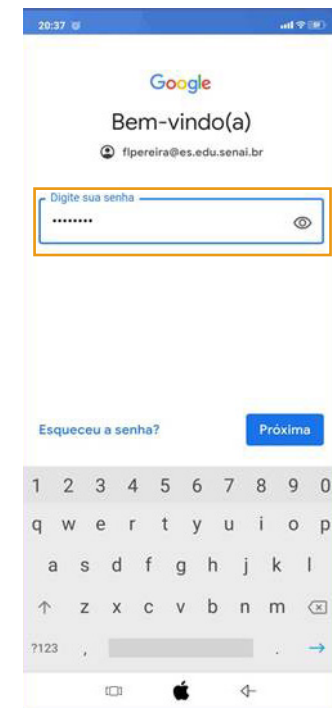 20:37
Google
Bem-vindo(a)
flpereira@es.edu.senai.br
Digite sua senha
••••••••
Esqueceu a senha? Próxima
1 2 3 4 5 6 7 8 9 0
q w e r t y u i o p
a s d f g h j k l
z x c v b n m
?123 , .